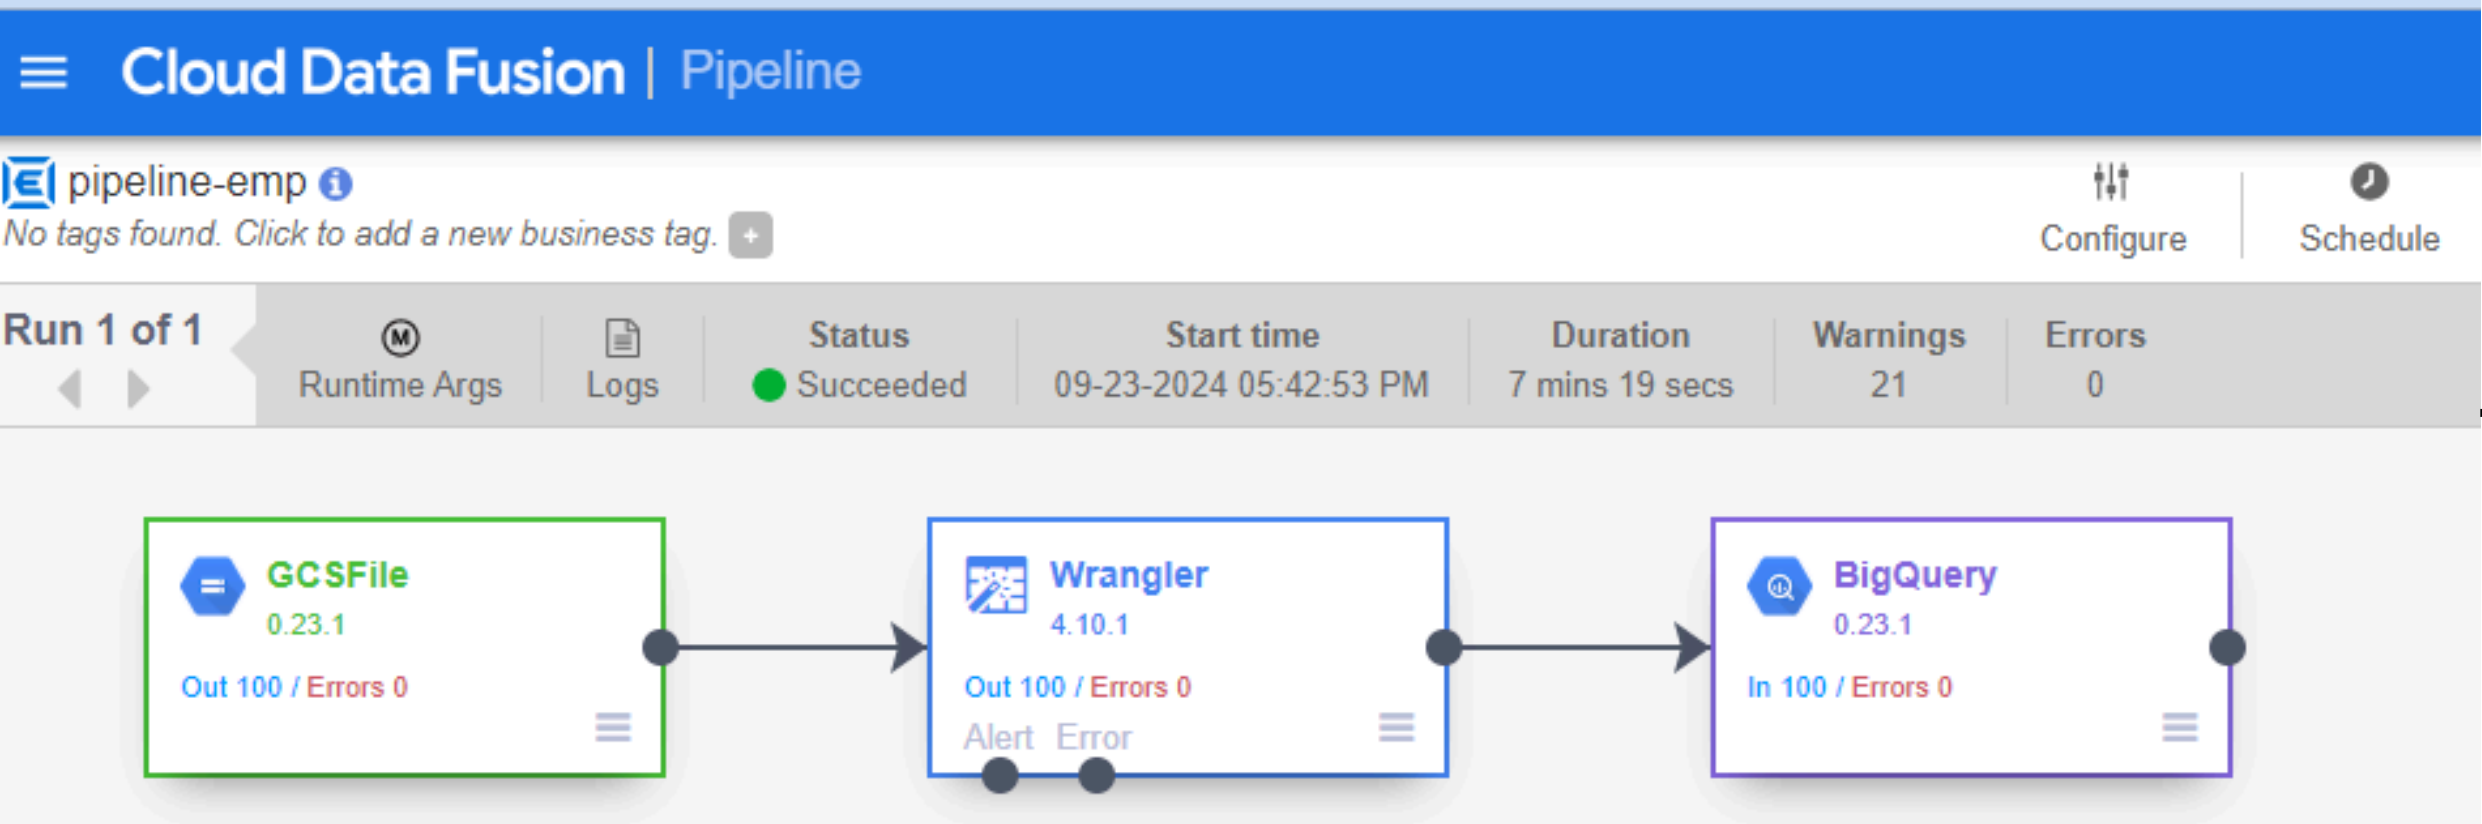 Cloud Data Fusion | Pipeline
pipeline-emp
No tags found. Click to add a new business tag. +
Configure
Schedule
Run 1 of 1
Runtime Args
Logs
Status
Succeeded
Start time
09-23-2024 05:42:53 PM
Duration
7 mins 19 secs
Warnings
21
Errors
0
GCSFile
0.23.1
Out 100 / Errors 0
Wrangler
4.10.1
Out 100 / Errors 0
Alert Error
BigQuery
0.23.1
In 100 / Errors 0